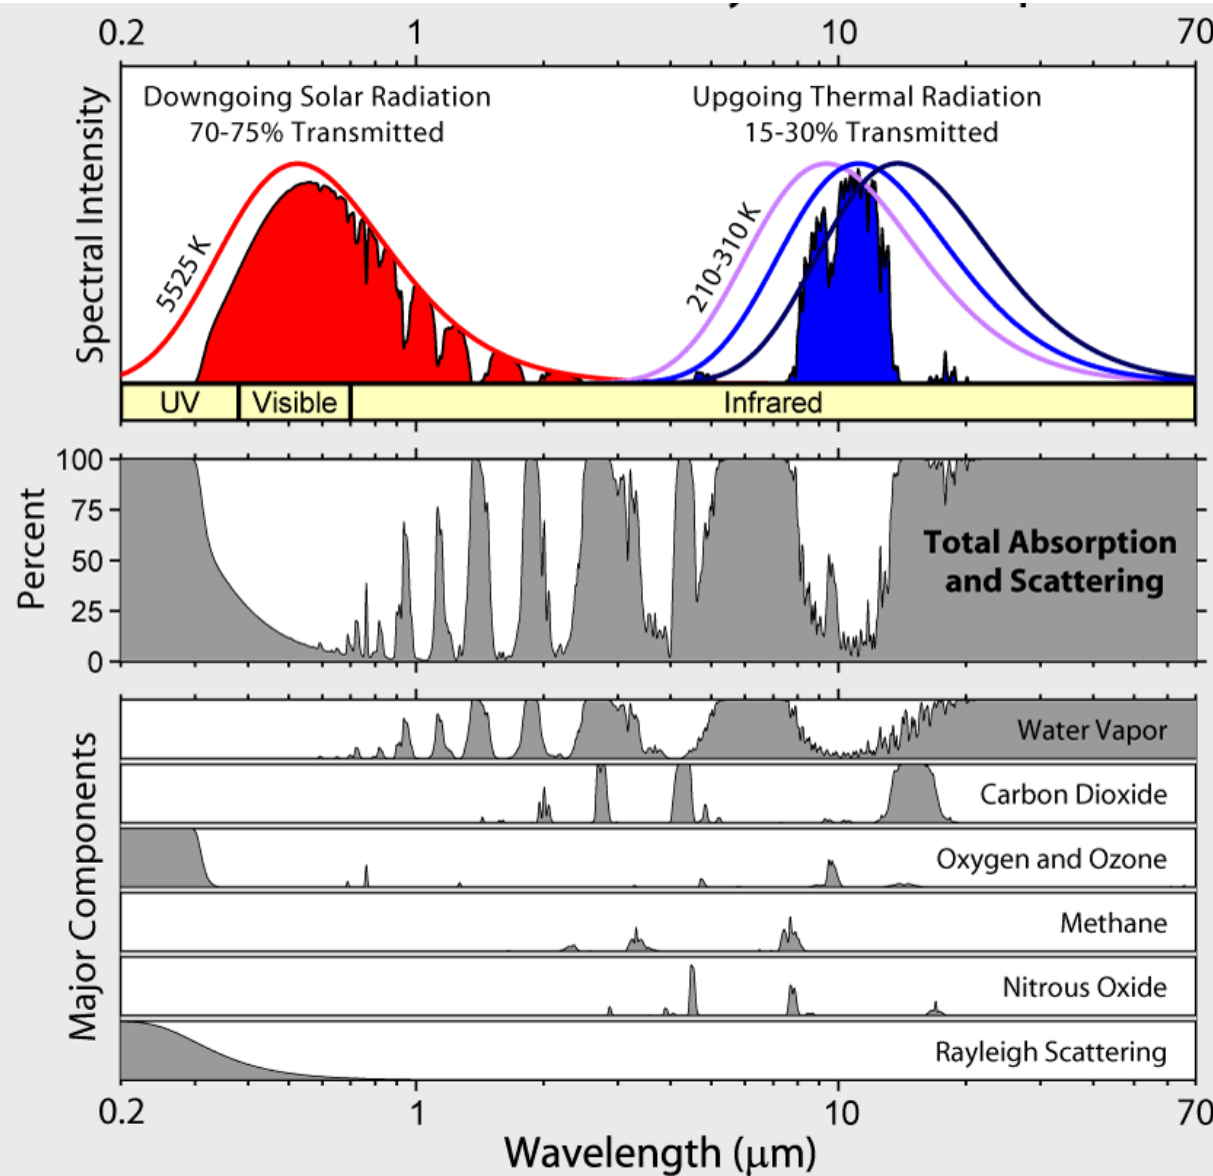 0.2 1 10 70
Spectral Intensity
Downgoing Solar Radiation
70-75% Transmitted
Upgoing Thermal Radiation
15-30% Transmitted
5525 K
210-310 K
UV Visible Infrared
Percent
100
75
50
25
0
Total Absorption
and Scattering
Major Components
Water Vapor
Carbon Dioxide
Oxygen and Ozone
Methane
Nitrous Oxide
Rayleigh Scattering
0.2 1 10 70
Wavelength (μm)